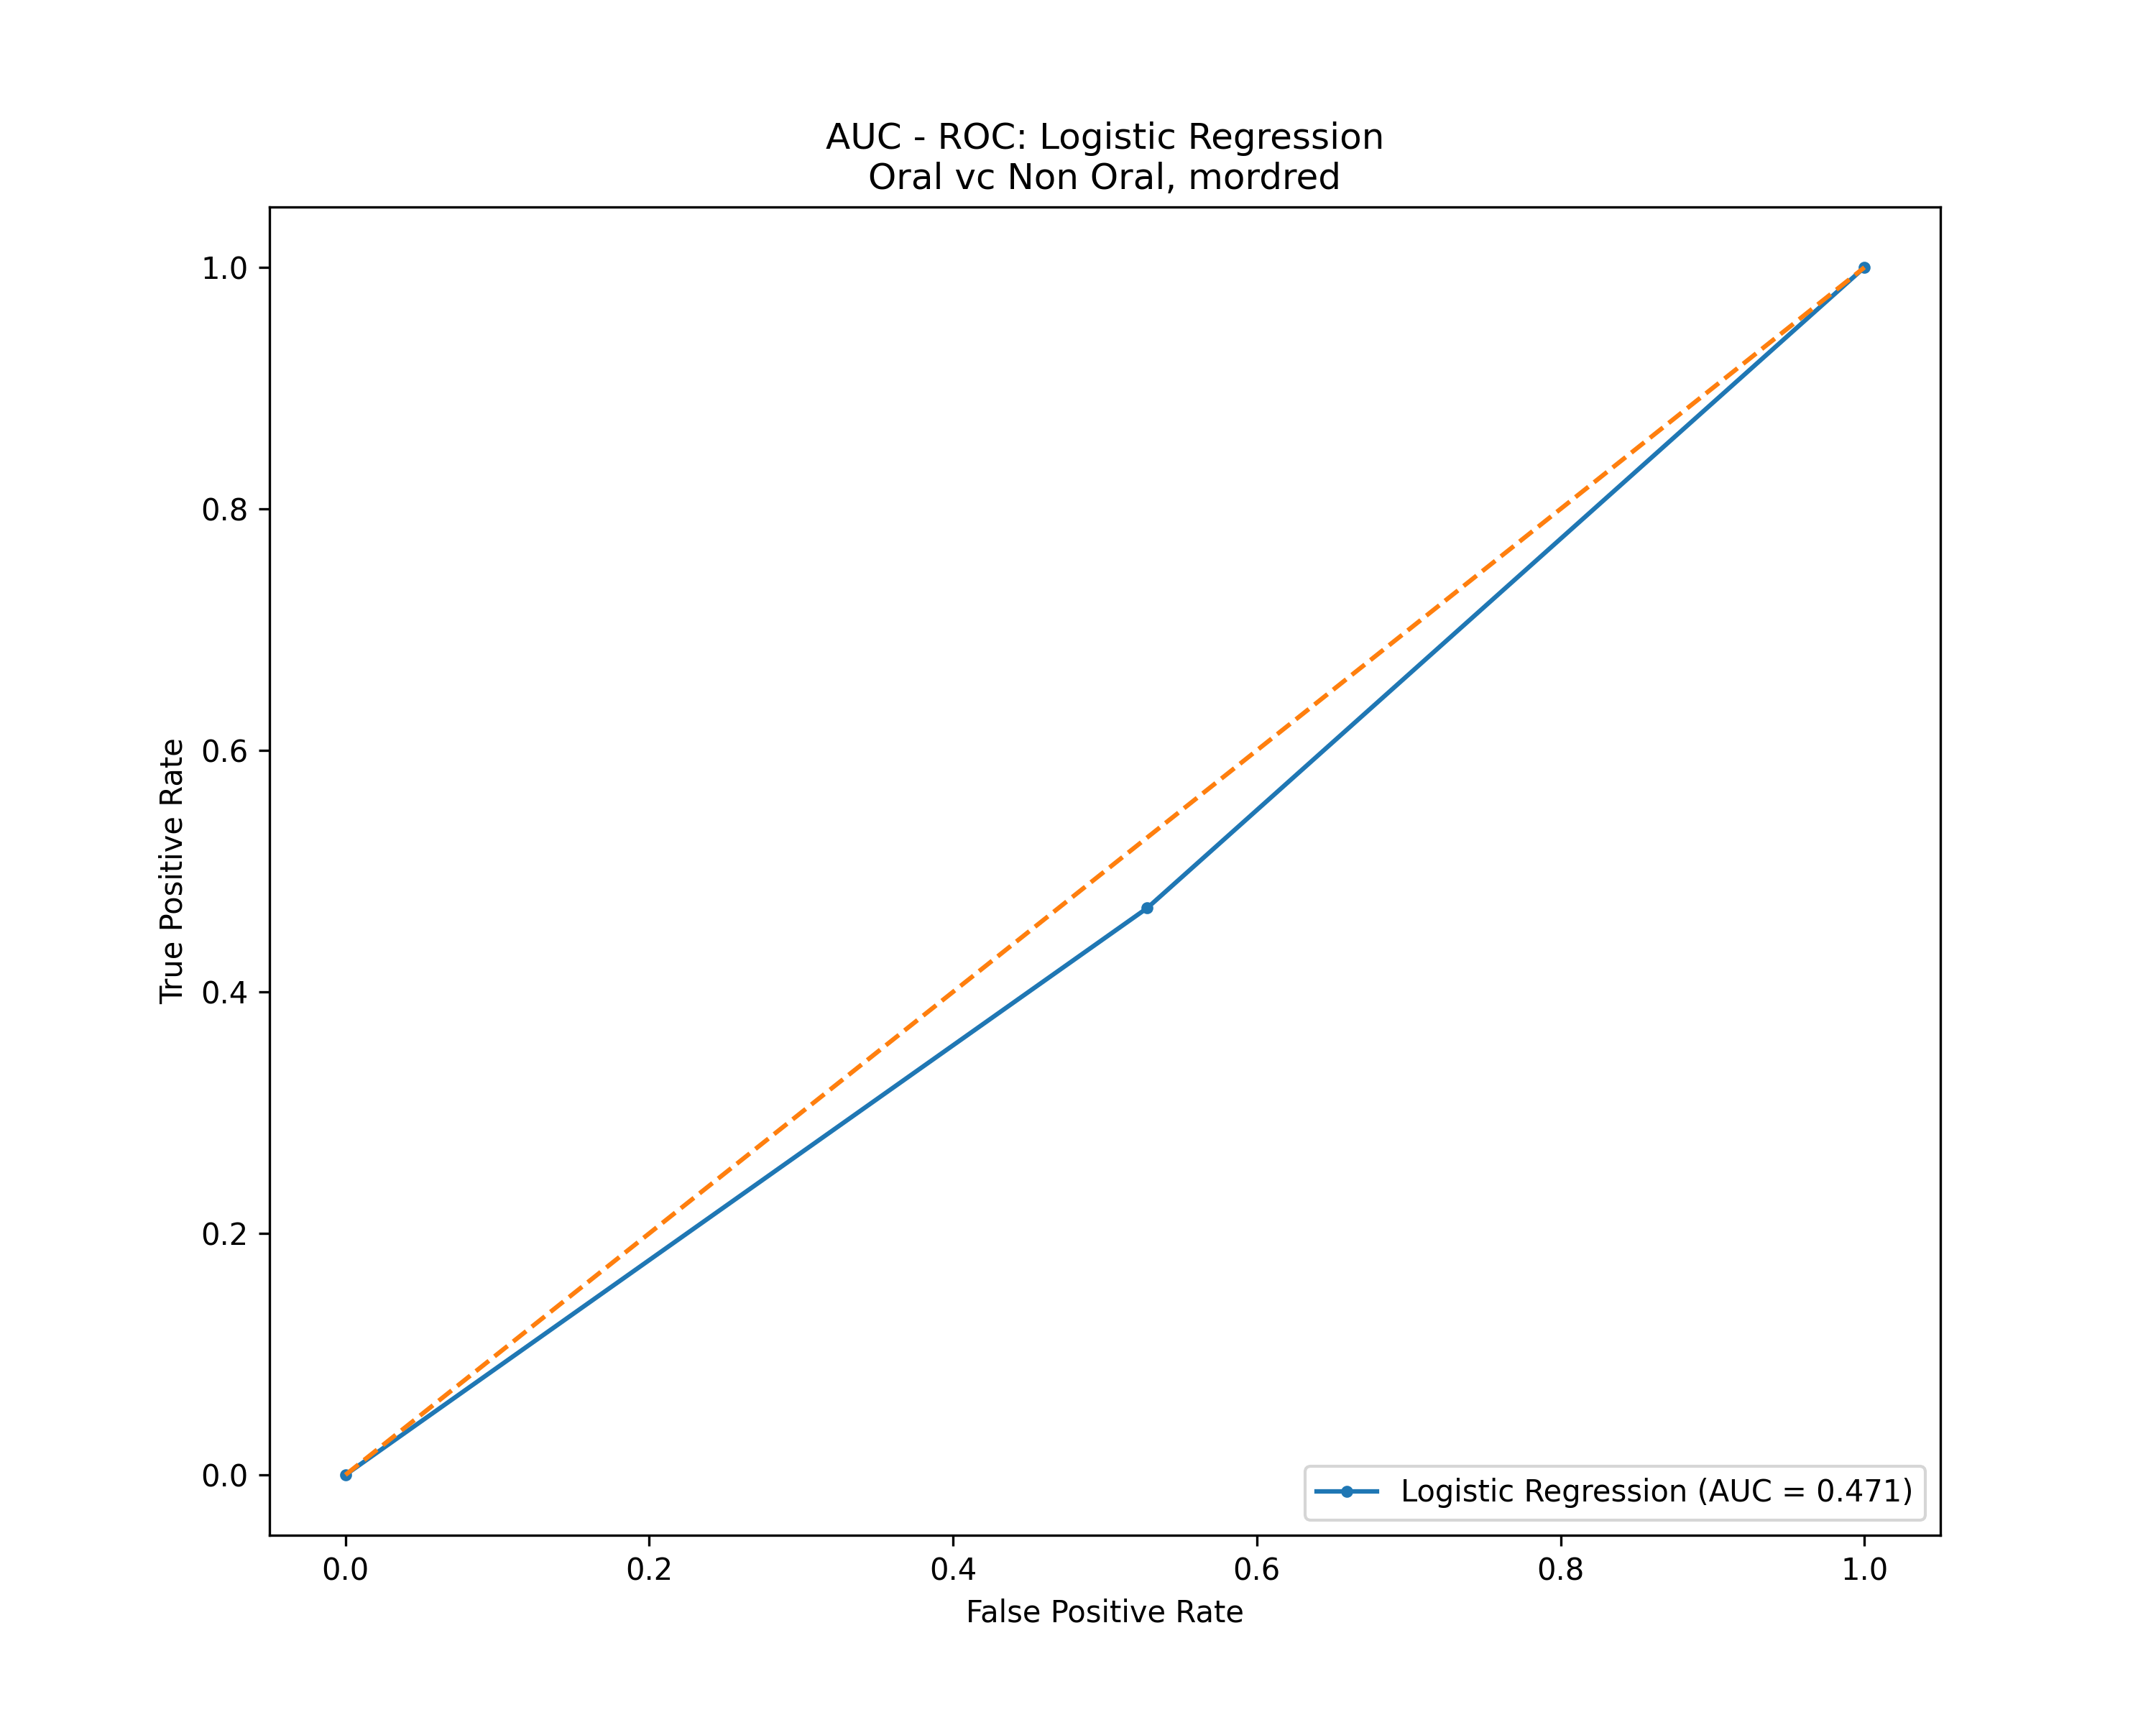 AUC - ROC: Logistic Regression
Oral vc Non Oral, mordred
True Positive Rate
1.0
0.8
0.6
0.4
0.2
0.0
Logistic Regression (AUC = 0.471)
0.0 0.2 0.4 0.6 0.8 1.0
False Positive Rate